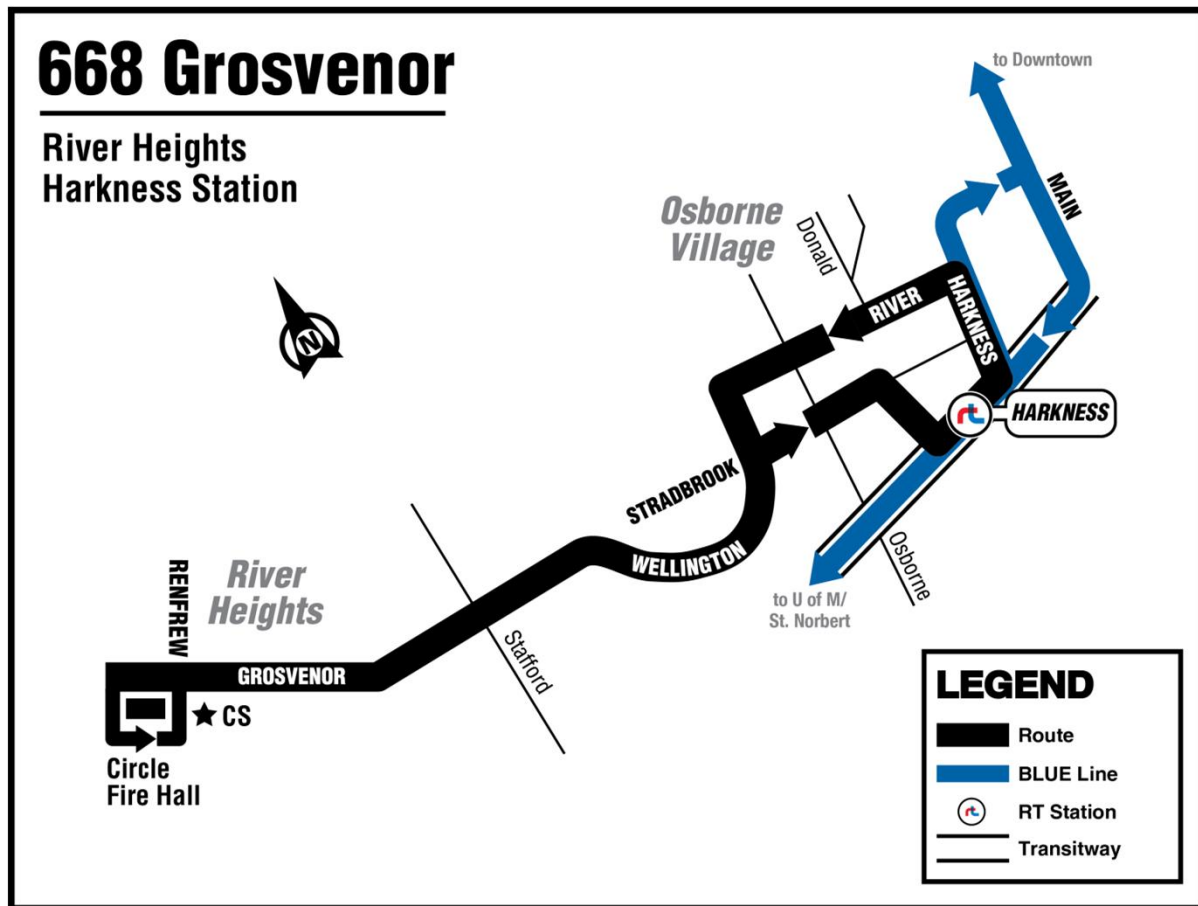 668 Grosvenor
River Heights
Harkness Station
to Downtown
MAIN
Osborne
Village
Donald
RIVER
HARKNESS
N
rt
HARKNESS
STRADBROOK
WELLINGTON
Osborne
to U of M/
St. Norbert
RENFREW
River
Heights
Stafford
GROSVENOR
CS
Circle
Fire Hall
LEGEND
Route
BLUE Line
rt
RT Station
Transitway